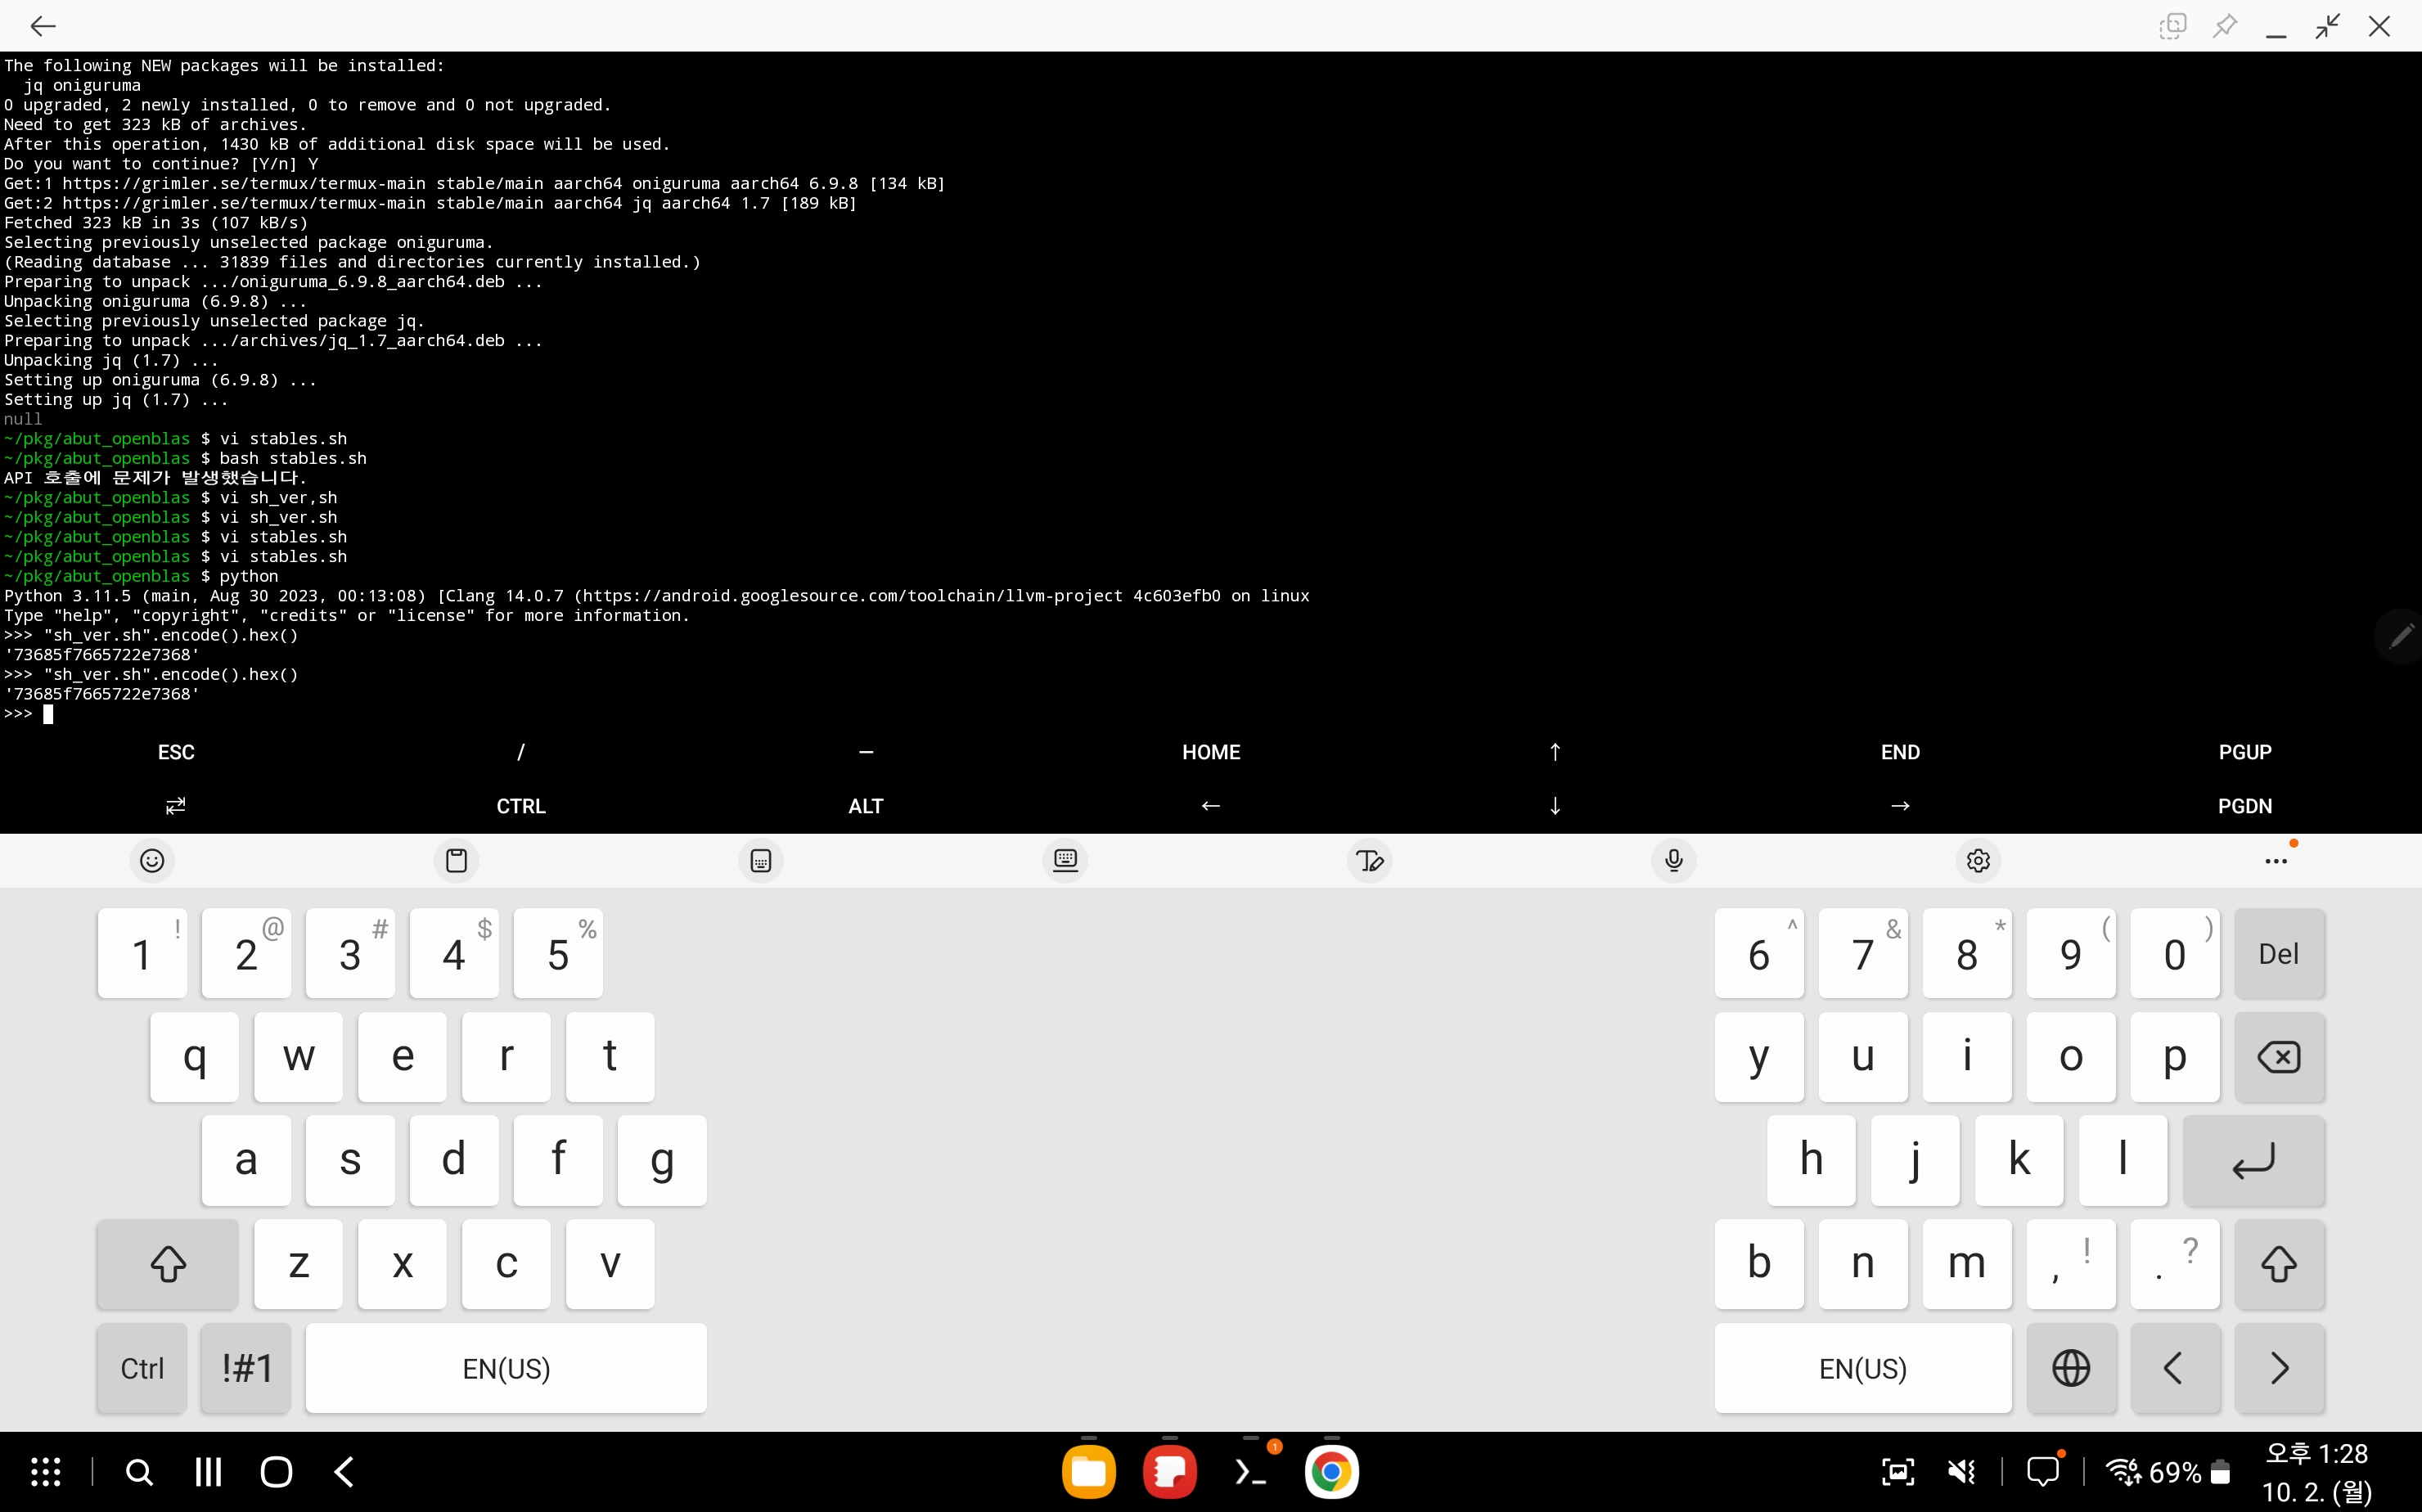 The following NEW packages will be installed:
  jq oniguruma
0 upgraded, 2 newly installed, 0 to remove and 0 not upgraded.
Need to get 323 kB of archives.
After this operation, 1430 kB of additional disk space will be used.
Do you want to continue? [Y/n] Y
Get:1 https://grimler.se/termux/termux-main stable/main aarch64 oniguruma aarch64 6.9.8 [134 kB]
Get:2 https://grimler.se/termux/termux-main stable/main aarch64 jq aarch64 1.7 [189 kB]
Fetched 323 kB in 3s (107 kB/s)
Selecting previously unselected package oniguruma.
(Reading database ... 31839 files and directories currently installed.)
Preparing to unpack .../oniguruma_6.9.8_aarch64.deb ...
Unpacking oniguruma (6.9.8) ...
Selecting previously unselected package jq.
Preparing to unpack .../archives/jq_1.7_aarch64.deb ...
Unpacking jq (1.7) ...
Setting up oniguruma (6.9.8) ...
Setting up jq (1.7) ...
null
~/pkg/abut_openblas $ vi stables.sh
~/pkg/abut_openblas $ bash stables.sh
API 호출에 문제가 발생했습니다.
~/pkg/abut_openblas $ vi sh_ver,sh
~/pkg/abut_openblas $ vi sh_ver.sh
~/pkg/abut_openblas $ vi stables.sh
~/pkg/abut_openblas $ vi stables.sh
~/pkg/abut_openblas $ python
Python 3.11.5 (main, Aug 30 2023, 00:13:08) [Clang 14.0.7 (https://android.googlesource.com/toolchain/llvm-project 4c603efb0 on linux
Type "help", "copyright", "credits" or "license" for more information.
>>> "sh_ver.sh".encode().hex()
'73685f7665722e7368'
>>> "sh_ver.sh".encode().hex()
'73685f7665722e7368'
>>>
ESC / — HOME ↑ END PGUP
⇄ CTRL ALT ← ↓ → PGDN
1 ! 2 @ 3 # 4 $ 5 % 6 ^ 7 & 8 * 9 ( 0 ) Del
q w e r t y u i o p
a s d f g h j k l
z x c v b n m , ! . ?
Ctrl !#1 EN(US) EN(US)
1
6 69% 오후 1:28
10. 2. (월)